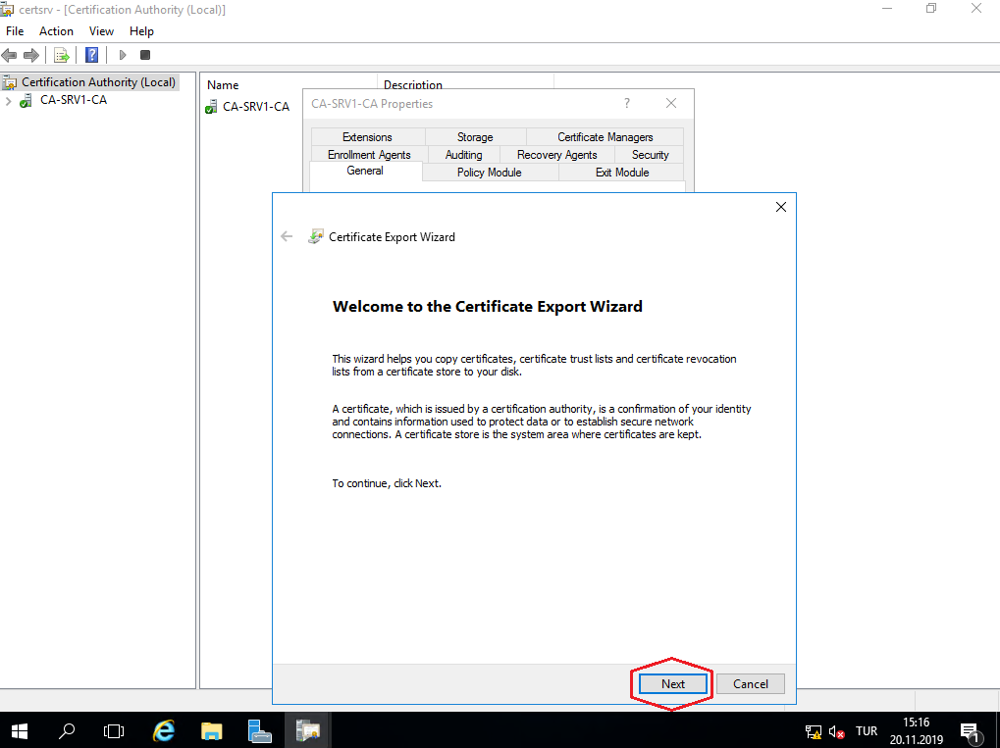 certsrv - [Certification Authority (Local)]
File Action View Help
Certification Authority (Local)
CA-SRV1-CA
Name Description
CA-SRV1-CA
CA-SRV1-CA Properties ?
Extensions Storage Certificate Managers
Enrollment Agents Auditing Recovery Agents Security
General Policy Module Exit Module
Certificate Export Wizard
Welcome to the Certificate Export Wizard
This wizard helps you copy certificates, certificate trust lists and certificate revocation
lists from a certificate store to your disk.
A certificate, which is issued by a certification authority, is a confirmation of your identity
and contains information used to protect data or to establish secure network
connections. A certificate store is the system area where certificates are kept.
To continue, click Next.
Next Cancel
TUR
15:16
20.11.2019
1